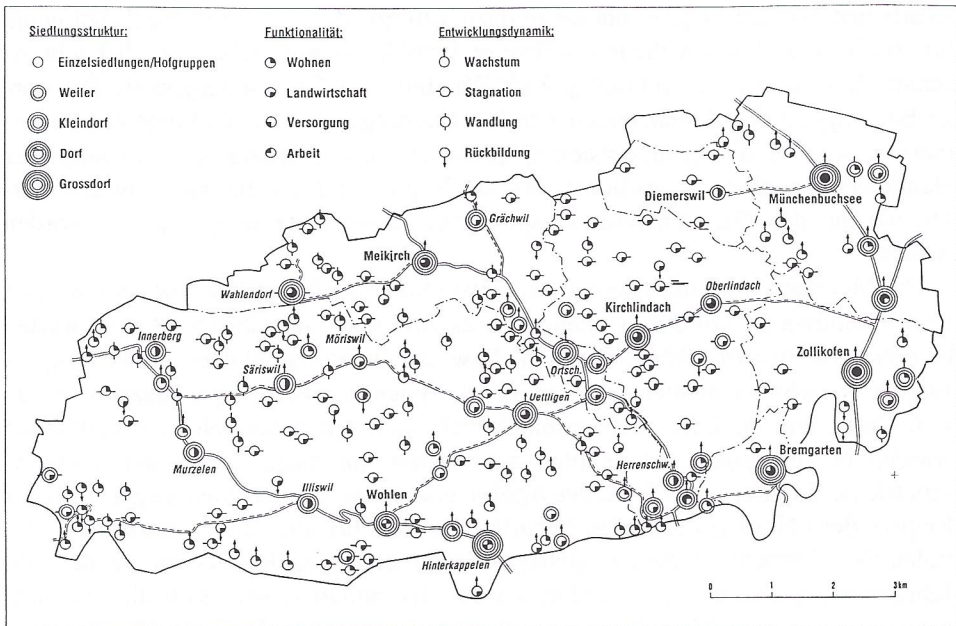 Siedlungsstruktur:
Einzelsiedlungen/Hofgruppen
Weiler
Kleindorf
Dorf
Grossdorf
Funktionalität:
Wohnen
Landwirtschaft
Versorgung
Arbeit
Entwicklungsdynamik:
Wachstum
Stagnation
Wandlung
Rückbildung
Diemerswil
Münchenbuchsee
Grächwil
Meikirch
Wahlendorf
Kirchlindach
Oberlindach
Innerberg
Möriswil
Säriswil
Ortsch.
Zollikofen
Uettligen
Murzelen
Herrenschw.
Bremgarten
Illiswil
Wohlen
Hinterkappelen
0 1 2 3km